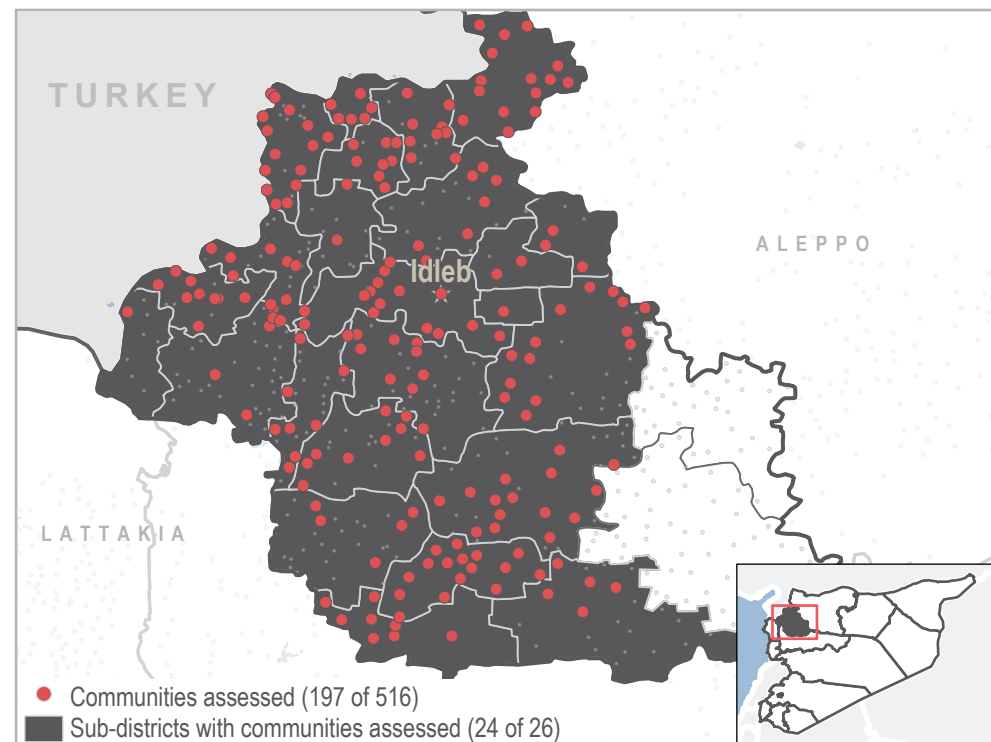 TURKEY
ALEPPO
Idleb
LATTAKIA
Communities assessed (197 of 516)
Sub-districts with communities assessed (24 of 26)